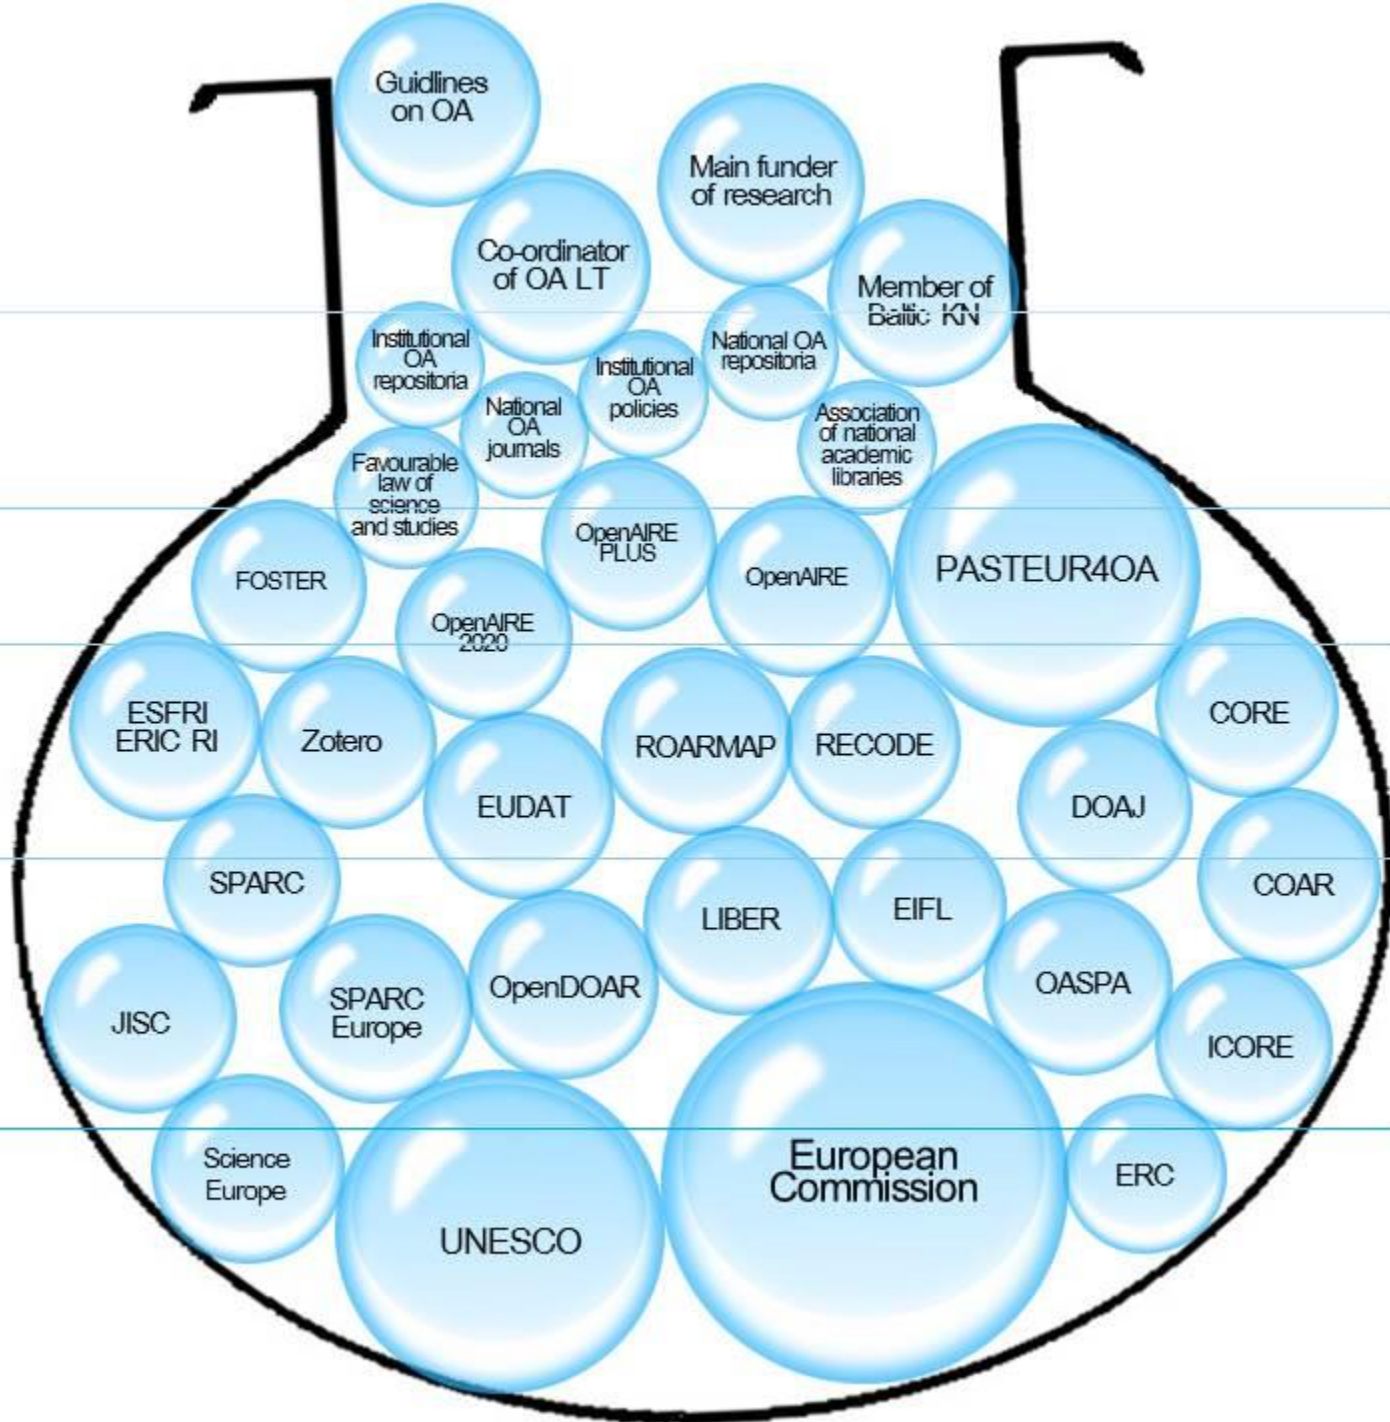 Guidlines
on OA
Main funder
of research
Co-ordinator
of OA LT
Member of
Baltic KN
Institutional
OA
repositoria
National OA
repositoria
Institutional
OA
policies
National
OA
journals
Association
of national
academic
libraries
Favourable
law of
science
and studies
OpenAIRE
PLUS
OpenAIRE
PASTEUR4OA
FOSTER
OpenAIRE
2020
ESFRI
ERIC RI
Zotero
ROARMAP
RECODE
CORE
EUDAT
DOAJ
SPARC
LIBER
EIFL
COAR
JISC
SPARC
Europe
OpenDOAR
OASPA
ICORE
Science
Europe
UNESCO
European
Commission
ERC